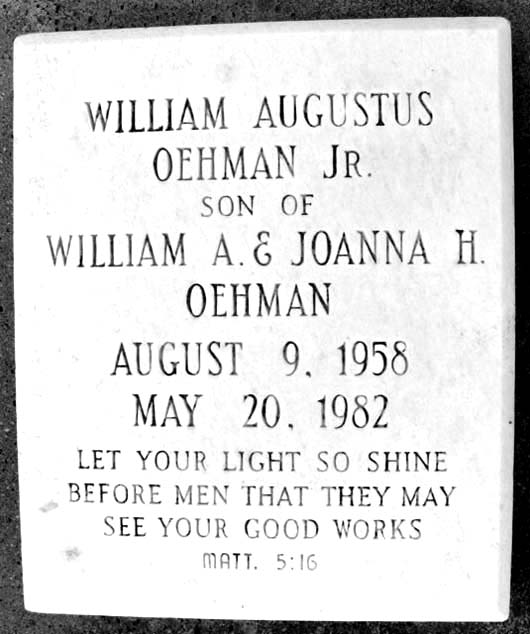 WILLIAM AUGUSTUS
OEHMAN JR.
SON OF
WILLIAM A. & JOANNA H.
OEHMAN
AUGUST 9, 1958
MAY 20, 1982
LET YOUR LIGHT SO SHINE
BEFORE MEN THAT THEY MAY
SEE YOUR GOOD WORKS
MATT. 5:16